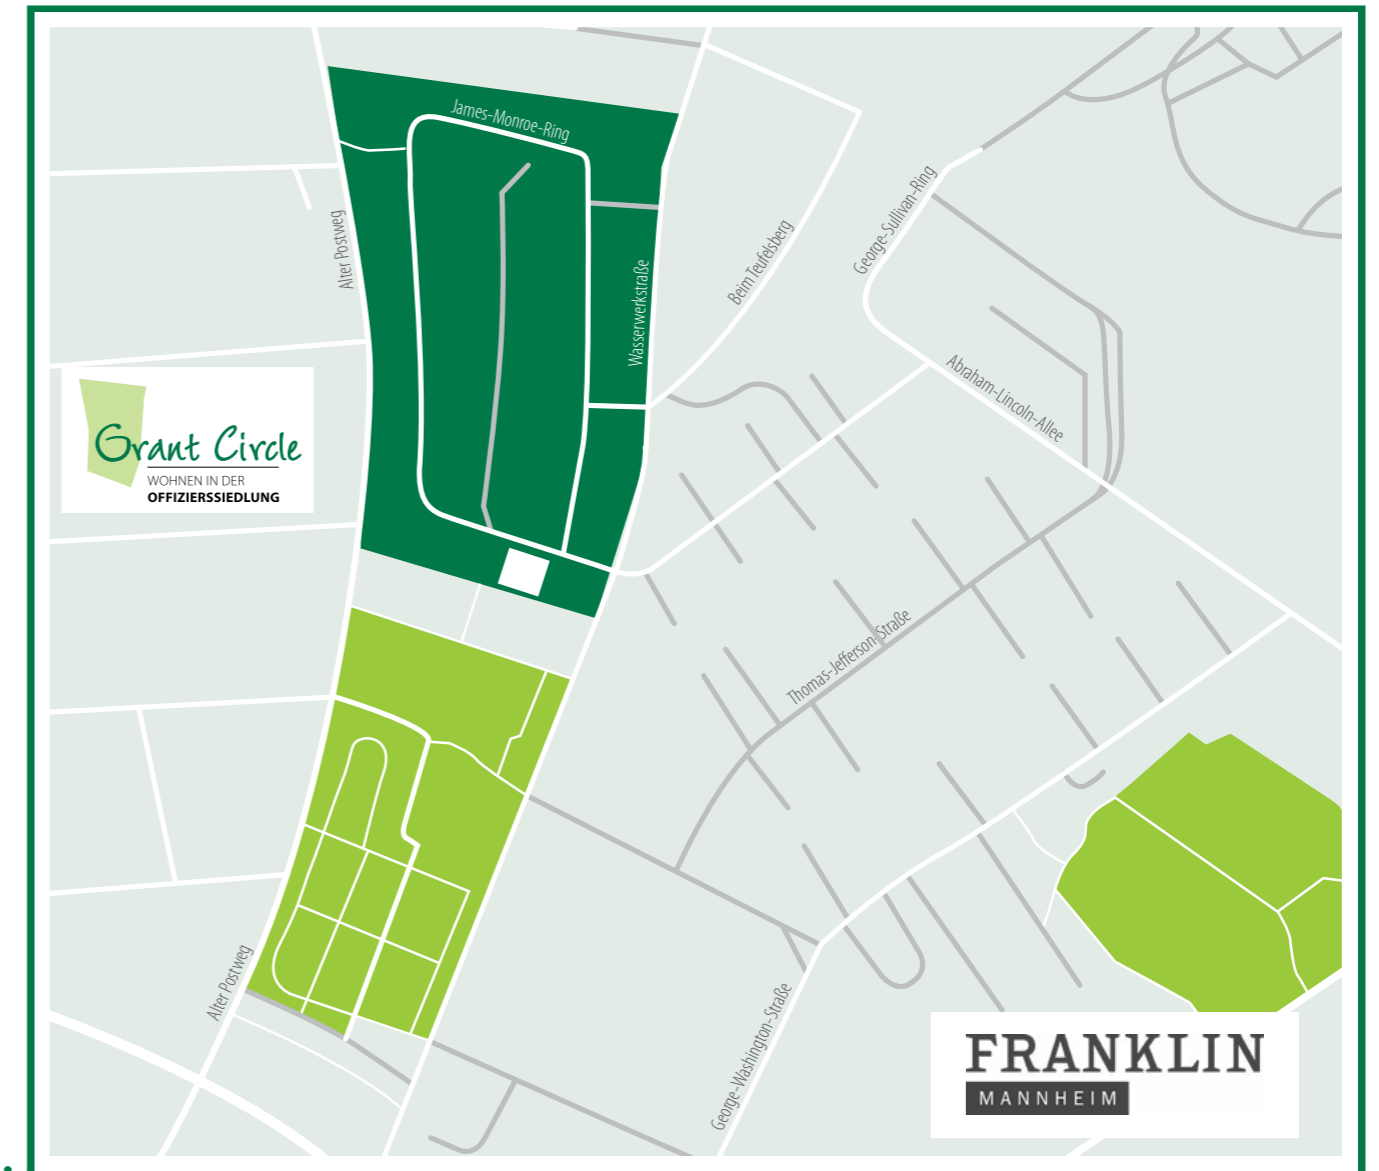 James-Monroe-Ring
Alter Postweg
Wasserwerkstraße
Beim Teufelsberg
George-Sullivan-Ring
Abraham-Lincoln-Allee
Grant Circle
WOHNEN IN DER
OFFIZIERSSIEDLUNG
Thomas-Jefferson-Straße
Alter Postweg
George-Washington-Straße
FRANKLIN
MANNHEIM